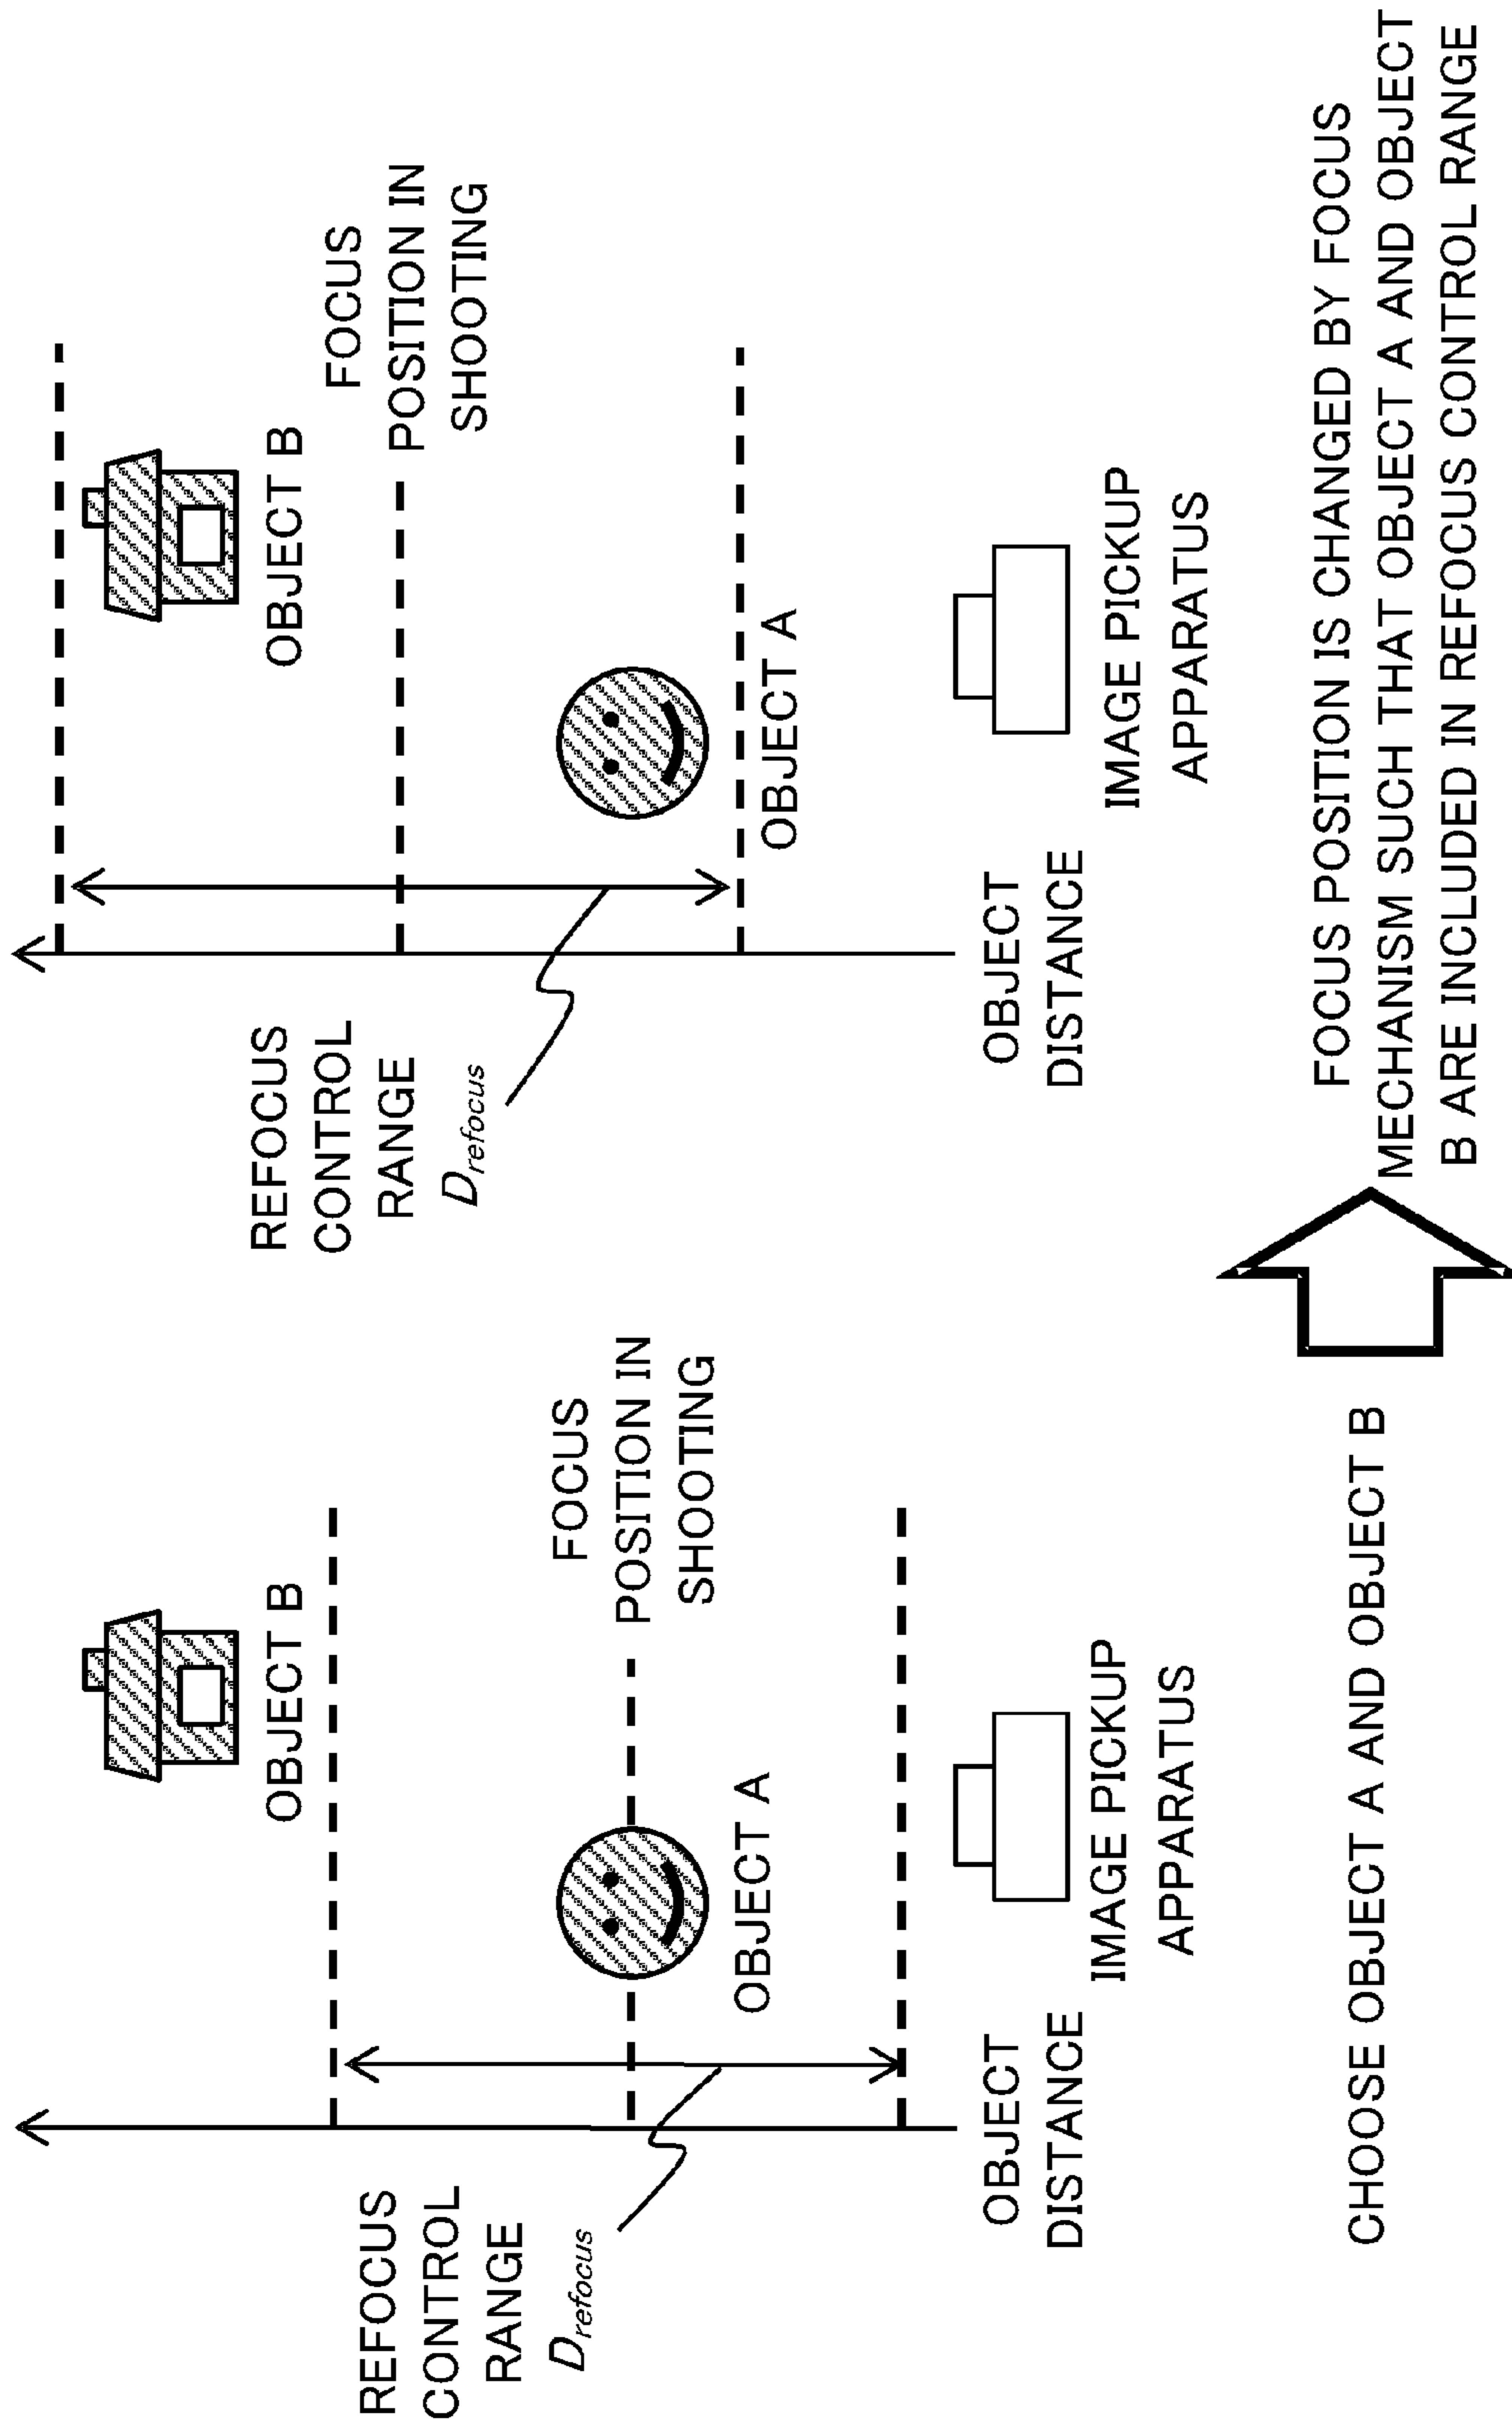 REFOCUS
CONTROL
RANGE
D refocus
OBJECT B
FOCUS
POSITION IN
SHOOTING
OBJECT A
OBJECT
DISTANCE
IMAGE PICKUP
APPARATUS
CHOOSE OBJECT A AND OBJECT B
REFOCUS
CONTROL
RANGE
D refocus
OBJECT B
FOCUS
POSITION IN
SHOOTING
OBJECT A
OBJECT
DISTANCE
IMAGE PICKUP
APPARATUS
FOCUS POSITION IS CHANGED BY FOCUS
MECHANISM SUCH THAT OBJECT A AND OBJECT
B ARE INCLUDED IN REFOCUS CONTROL RANGE